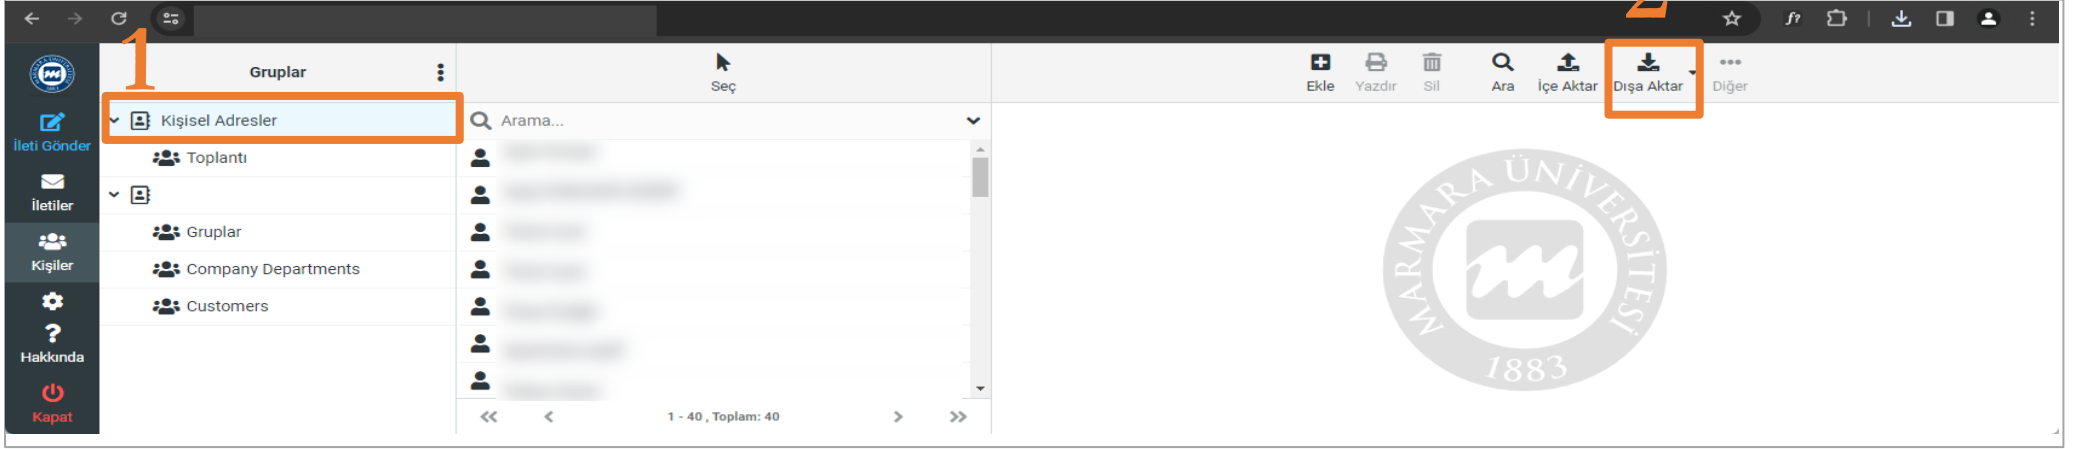 1
2
Gruplar
Seç
Ekle
Yazdır
Sil
Ara
İçe Aktar
Dışa Aktar
Diğer
İleti Gönder
İletiler
Kişiler
Hakkında
Kapat
Kişisel Adresler
Toplantı
Gruplar
Company Departments
Customers
Arama...
1 - 40 , Toplam: 40
MARMARA ÜNİVERSİTESİ
1883